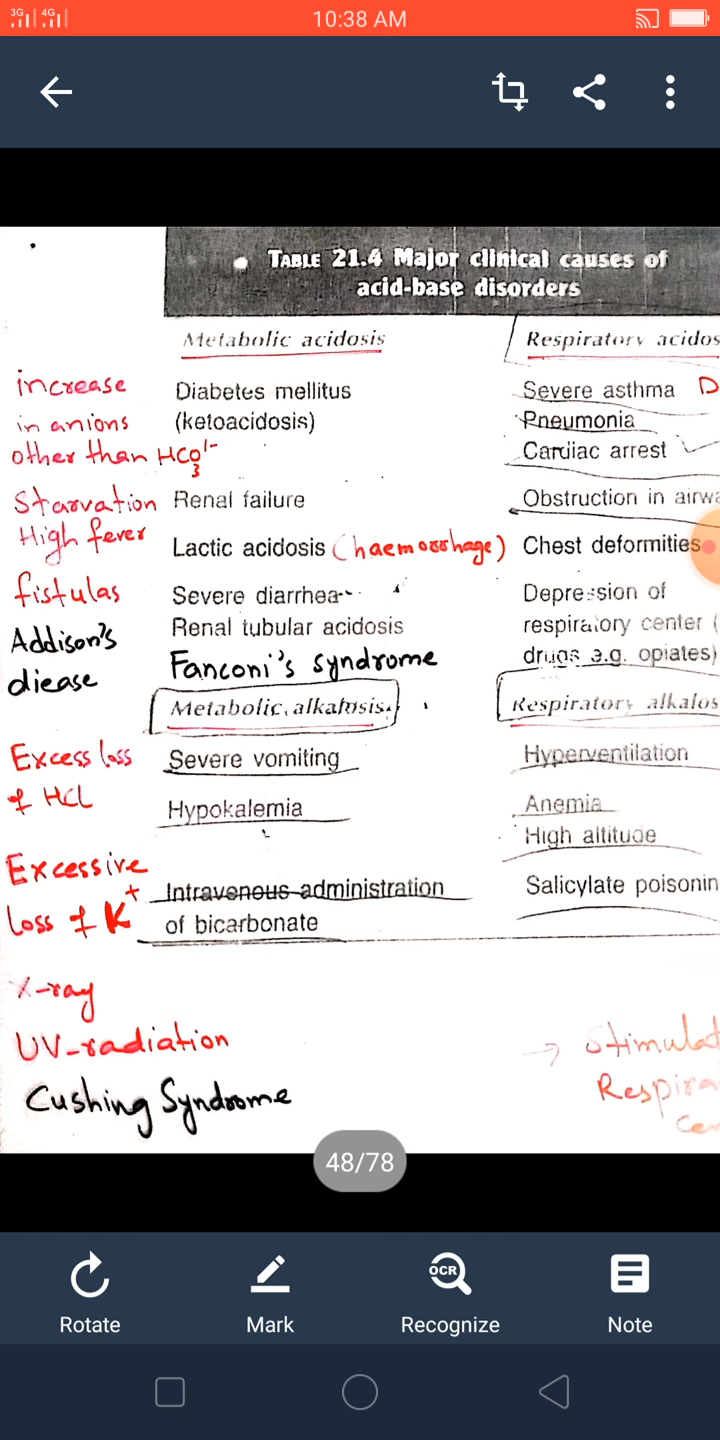 3G 4G 10:38 AM
TABLE 21.4 Major clinical causes of
acid-base disorders
Metabolic acidosis
increase
in anions
other than HCO3 1-
Starvation
High fever
fistulas
Addison's
diease
Diabetes mellitus
(ketoacidosis)
Renal failure
Lactic acidosis (haemorrhage)
Severe diarrhea
Renal tubular acidosis
Fanconi's syndrome
Respiratory acidos
Severe asthma D
Pneumonia
Cardiac arrest
Obstruction in airwa
Chest deformities
Depression of
respiratory center (
drugs e.g. opiates)
Metabolic alkalosis
Excess loss
of HCL
Excessive
loss of K+
Severe vomiting
Hypokalemia
Intravenous administration
of bicarbonate
Respiratory alkalos
Hyperventilation
Anemia
High altitude
Salicylate poisonin
X-ray
UV-radiation
Cushing Syndrome
→ Stimulat
Respira
Cen
48/78
Rotate
Mark
OCR
Recognize
Note